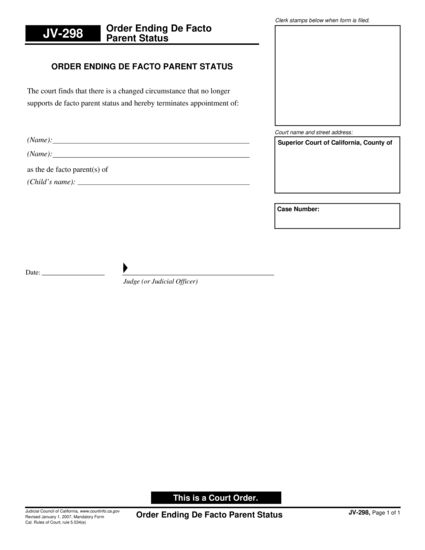 JV-298
Order Ending De Facto
Parent Status
Clerk stamps below when form is filed.
ORDER ENDING DE FACTO PARENT STATUS
The court finds that there is a changed circumstance that no longer
supports de facto parent status and hereby terminates appointment of:
(Name):
(Name):
as the de facto parent(s) of
(Child's name):
Court name and street address:
Superior Court of California, County of
Case Number:
Date:
Judge (or Judicial Officer)
This is a Court Order.
Judicial Council of California, www.courtinfo.ca.gov
Revised January 1, 2007, Mandatory Form
Cal. Rules of Court, rule 5.534(e)
Order Ending De Facto Parent Status
JV-298, Page 1 of 1